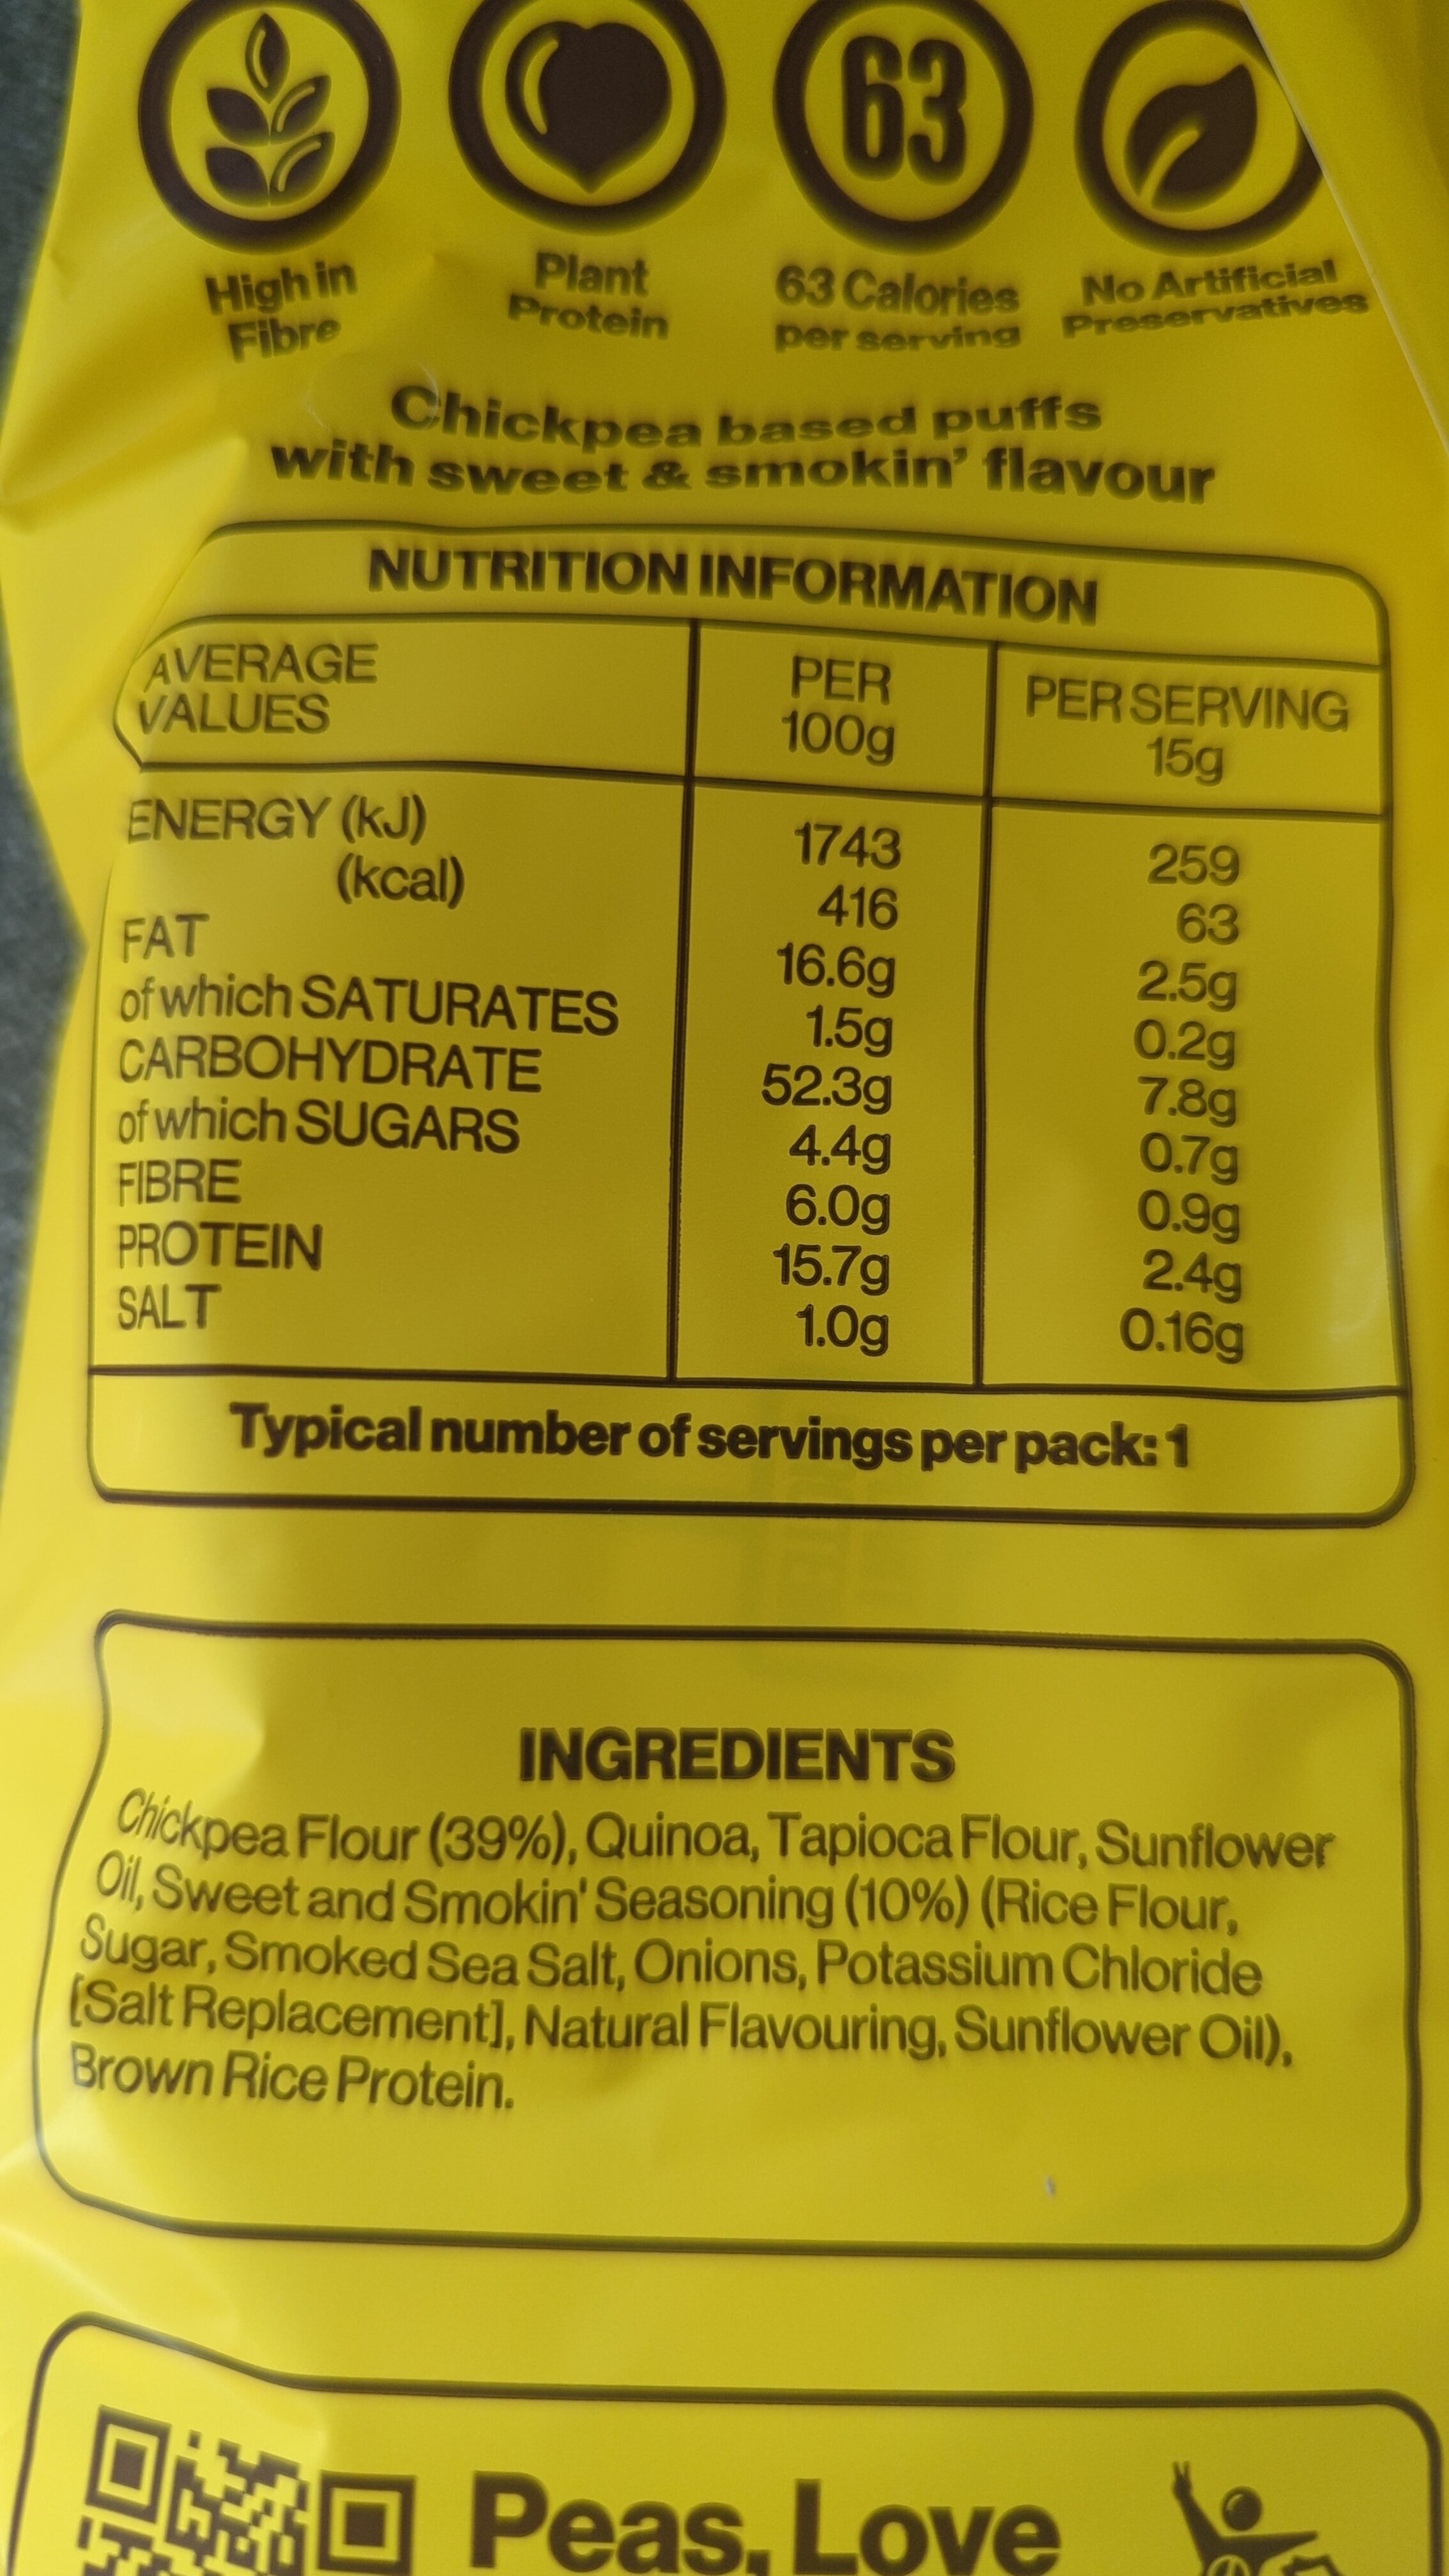 63
High in
Fibre
Plant
Protein
63 Calories
per serving
No Artificial
Preservatives
Chickpea based puffs
with sweet & smokin' flavour
NUTRITION INFORMATION
AVERAGE VALUES PER 100g PER SERVING 15g
ENERGY (kJ) 1743 259
(kcal) 416 63
FAT 16.6g 2.5g
of which SATURATES 1.5g 0.2g
CARBOHYDRATE 52.3g 7.8g
of which SUGARS 4.4g 0.7g
FIBRE 6.0g 0.9g
PROTEIN 15.7g 2.4g
SALT 1.0g 0.16g
Typical number of servings per pack: 1
INGREDIENTS
Chickpea Flour (39%), Quinoa, Tapioca Flour, Sunflower
Oil, Sweet and Smokin' Seasoning (10%) (Rice Flour,
Sugar, Smoked Sea Salt, Onions, Potassium Chloride
[Salt Replacement], Natural Flavouring, Sunflower Oil),
Brown Rice Protein.
Peas, Love